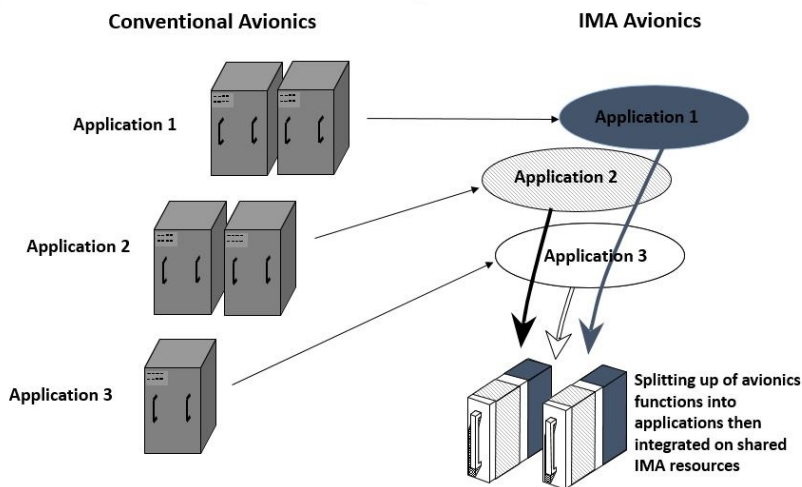 Conventional Avionics
IMA Avionics
Application 1
Application 1
Application 2
Application 2
Application 3
Application 3
Splitting up of avionics
functions into
applications then
integrated on shared
IMA resources